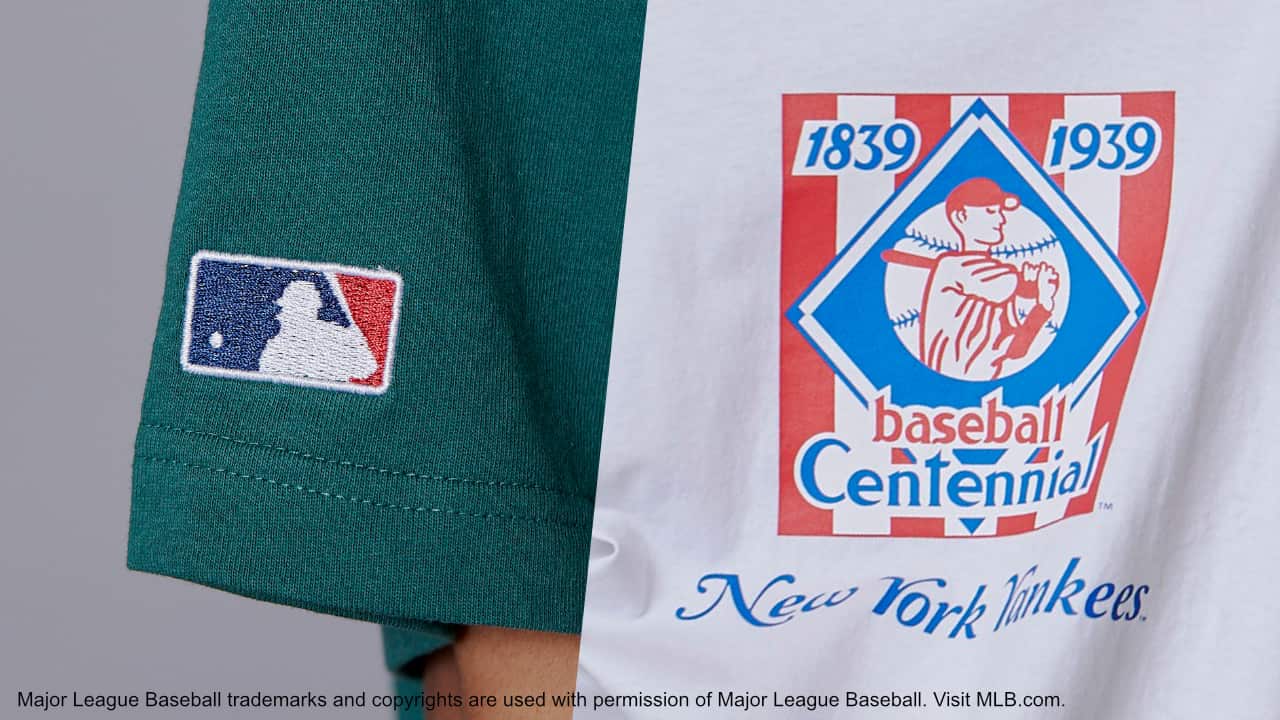 1839 1939
baseball
Centennial
TM
New York Yankees
Major League Baseball trademarks and copyrights are used with permission of Major League Baseball. Visit MLB.com.